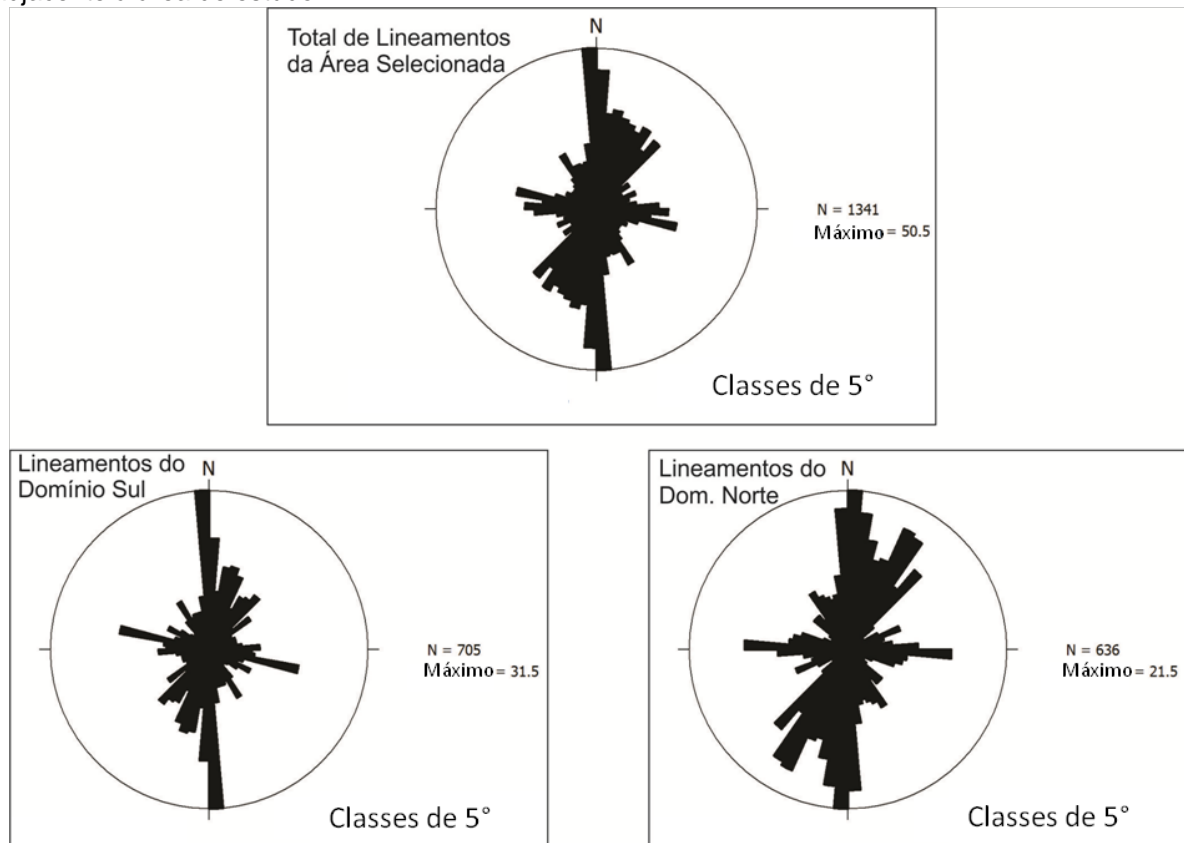 Total de Lineamentos
da Área Selecionada
N
N = 1341
Máximo = 50.5
Classes de 5°
Lineamentos do
Domínio Sul
N
N = 705
Máximo = 31.5
Classes de 5°
Lineamentos do
Dom. Norte
N
N = 636
Máximo = 21.5
Classes de 5°